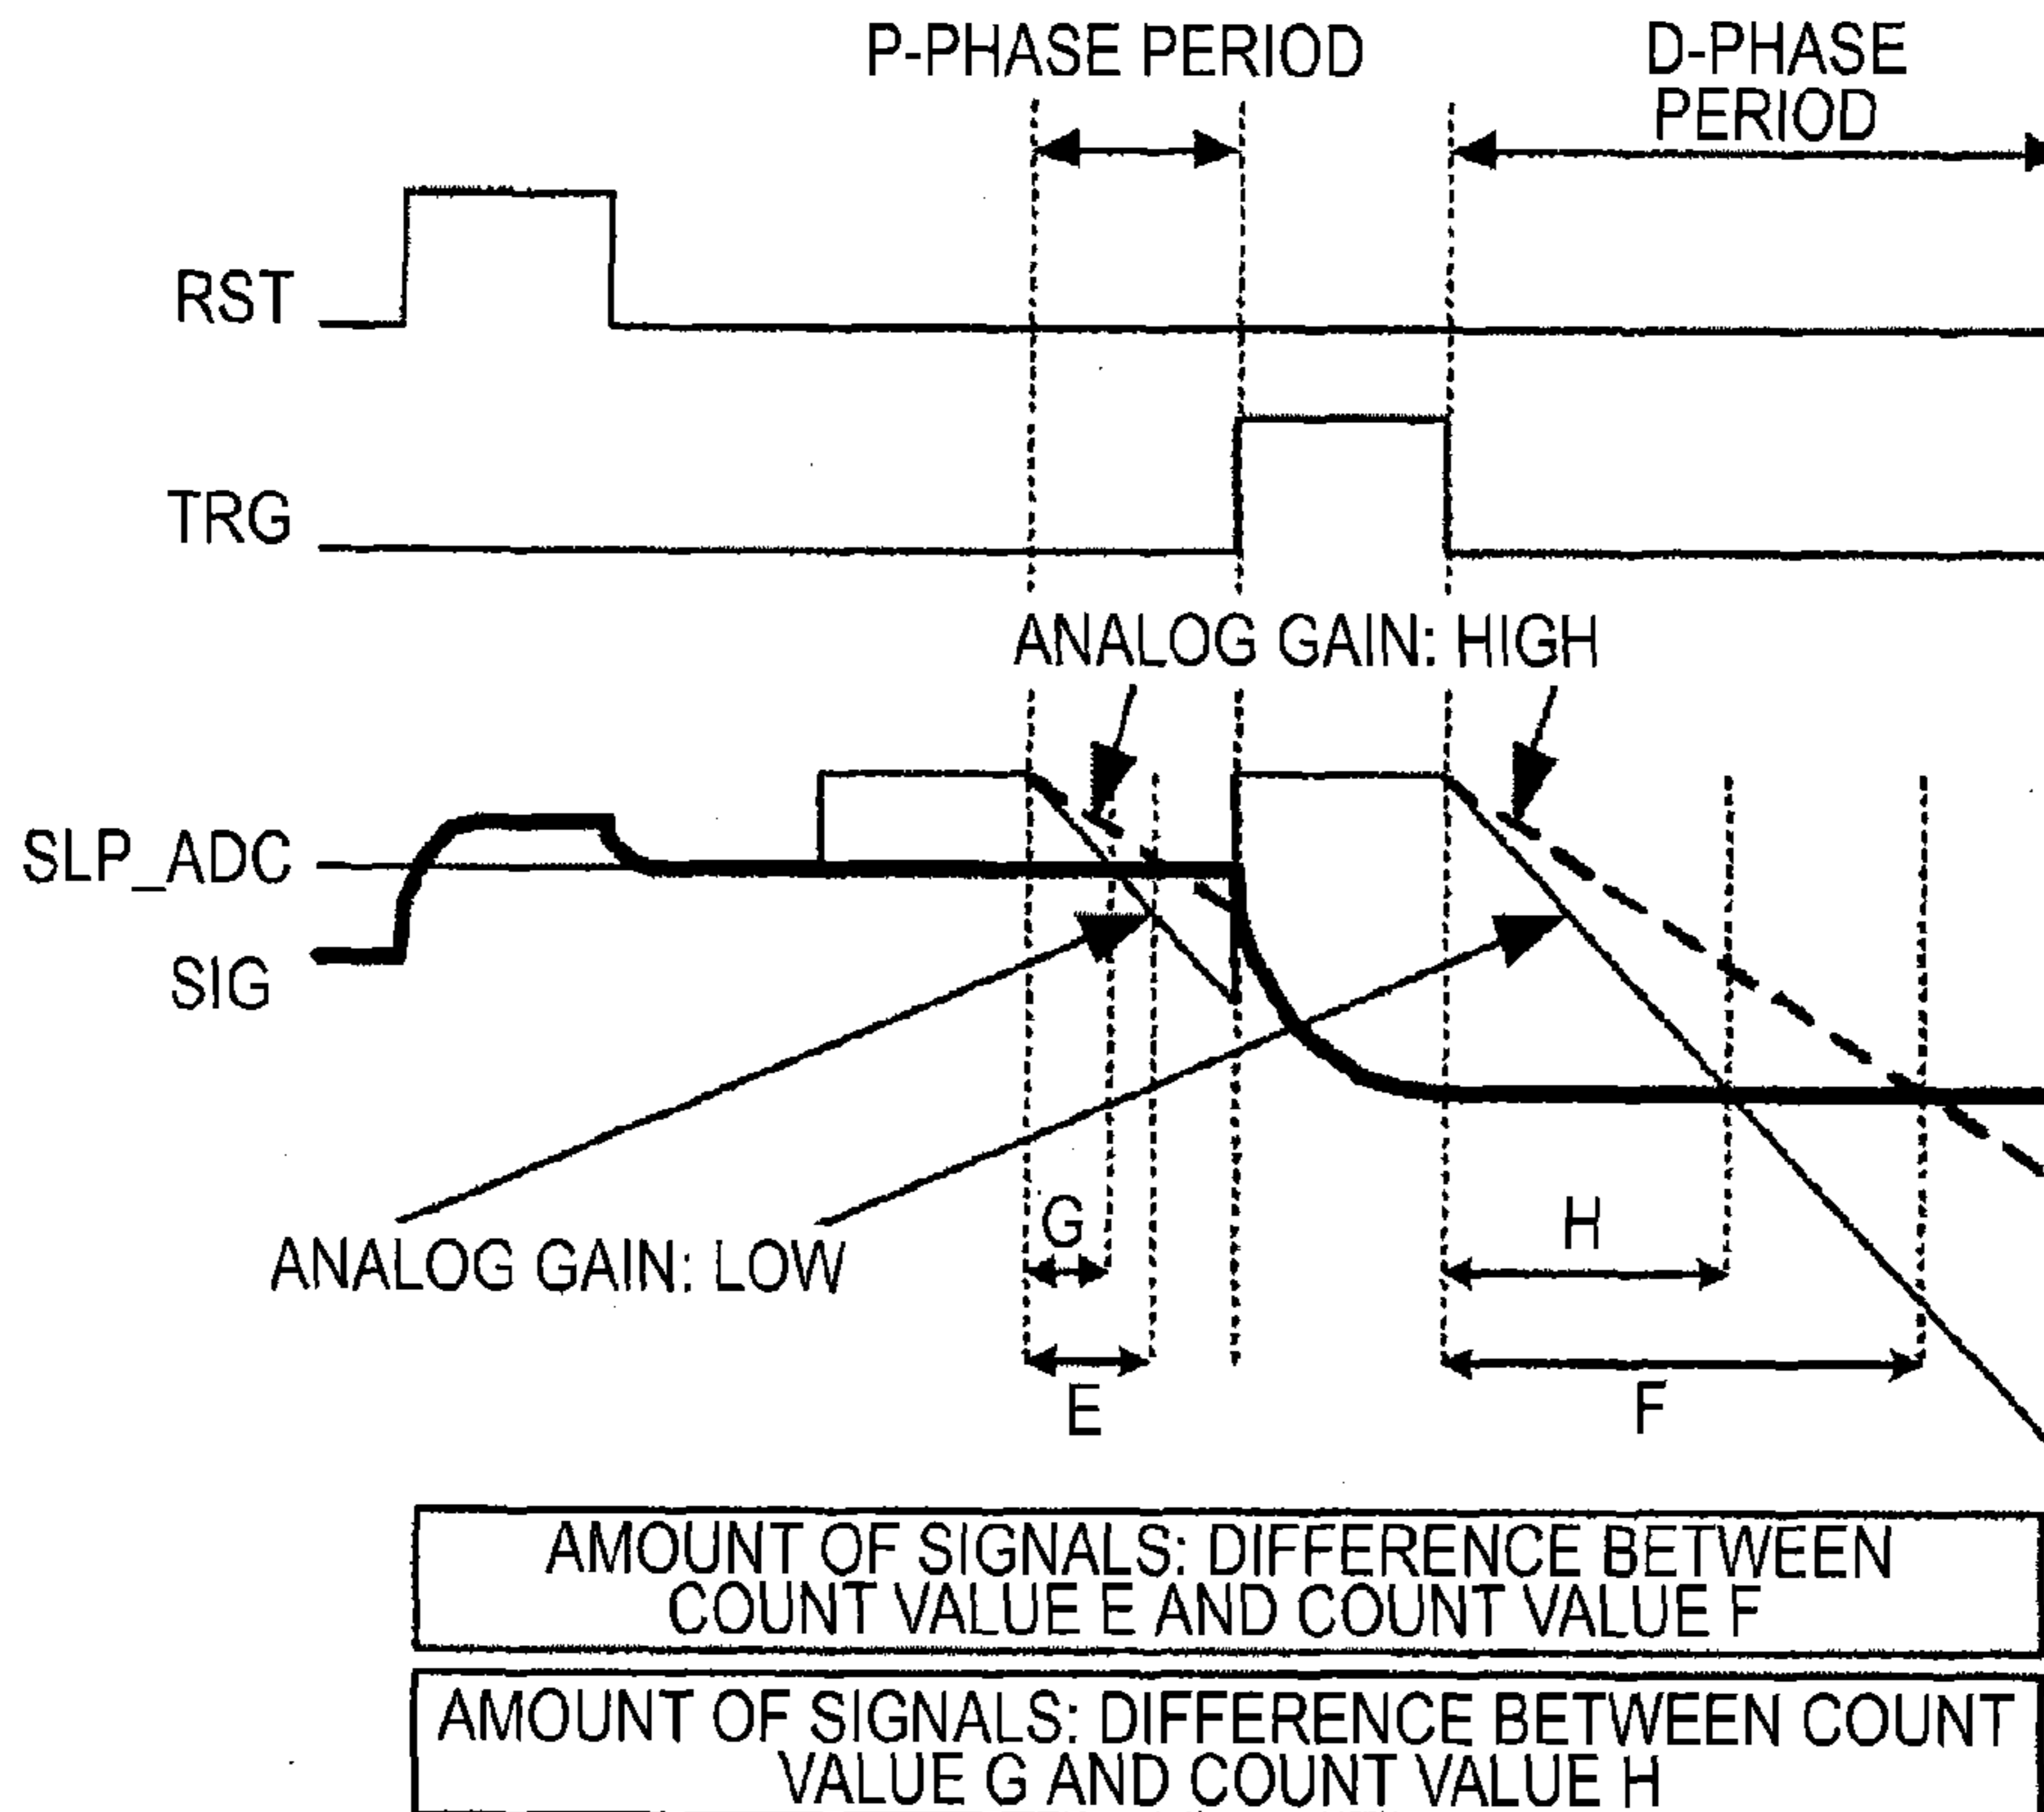 P-PHASE PERIOD
D-PHASE
PERIOD
RST
TRG
ANALOG GAIN: HIGH
SLP_ADC
SIG
G
H
ANALOG GAIN: LOW
E
F
AMOUNT OF SIGNALS: DIFFERENCE BETWEEN
COUNT VALUE E AND COUNT VALUE F
AMOUNT OF SIGNALS: DIFFERENCE BETWEEN COUNT
VALUE G AND COUNT VALUE H